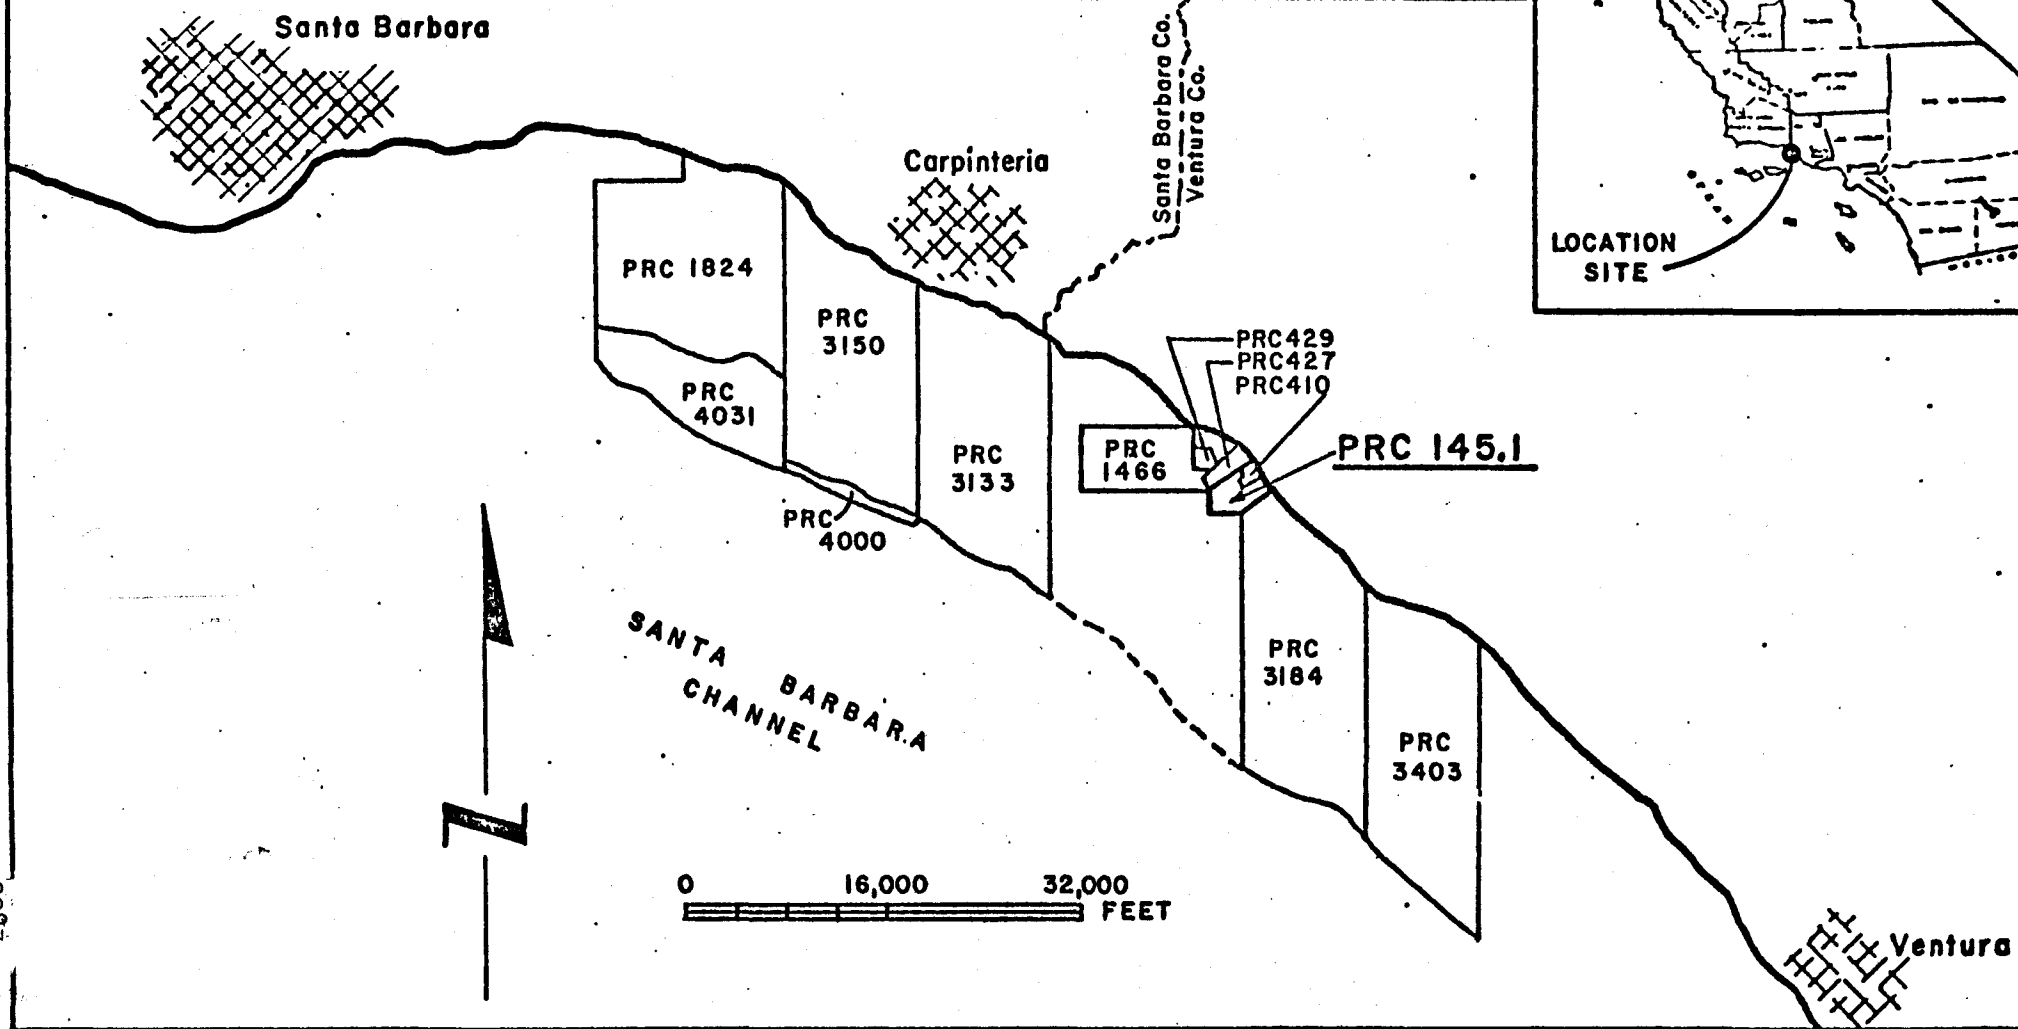 Santa Barbara
Santa Barbara Co.
Ventura Co.
Carpinteria
LOCATION
SITE
PRC 1824
PRC
3150
PRC
4031
PRC
4000
PRC
3133
PRC429
PRC427
PRC410
PRC 145.1
PRC
1466
SANTA BARBARA
CHANNEL
PRC
3184
PRC
3403
N
0 16,000 32,000
FEET
Ventura